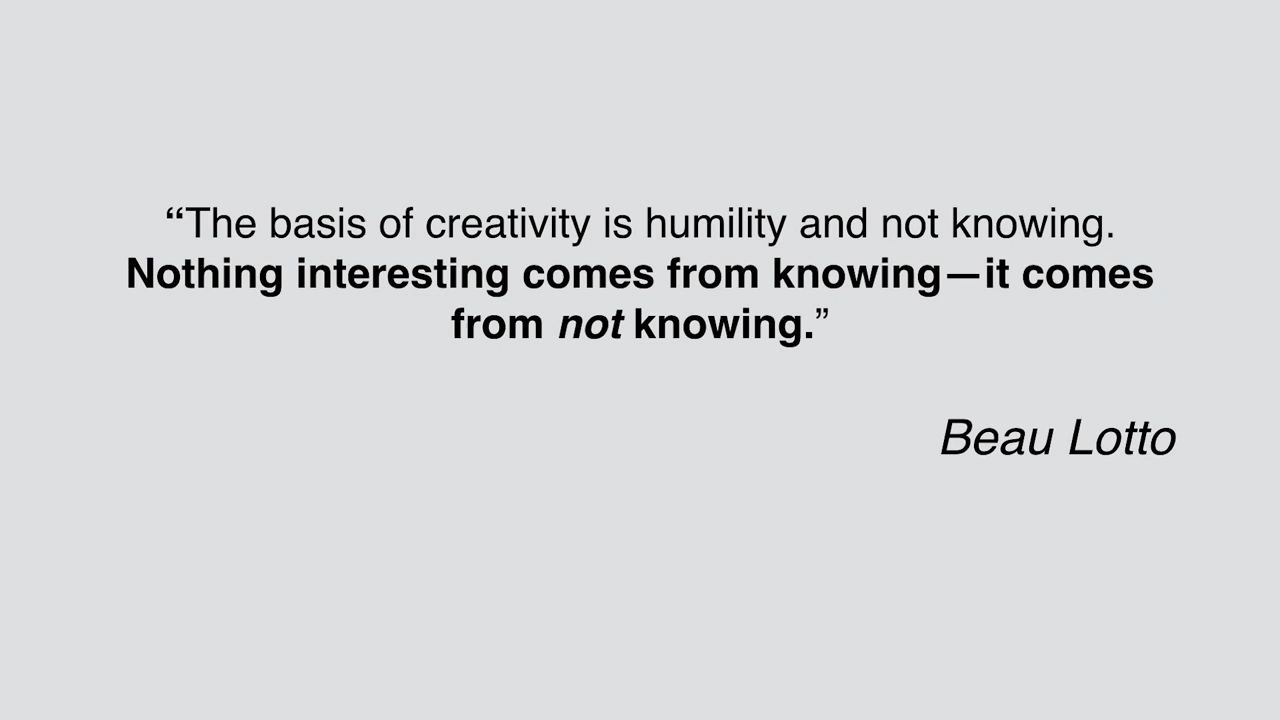 “The basis of creativity is humility and not knowing.
Nothing interesting comes from knowing—it comes
from not knowing.”
Beau Lotto